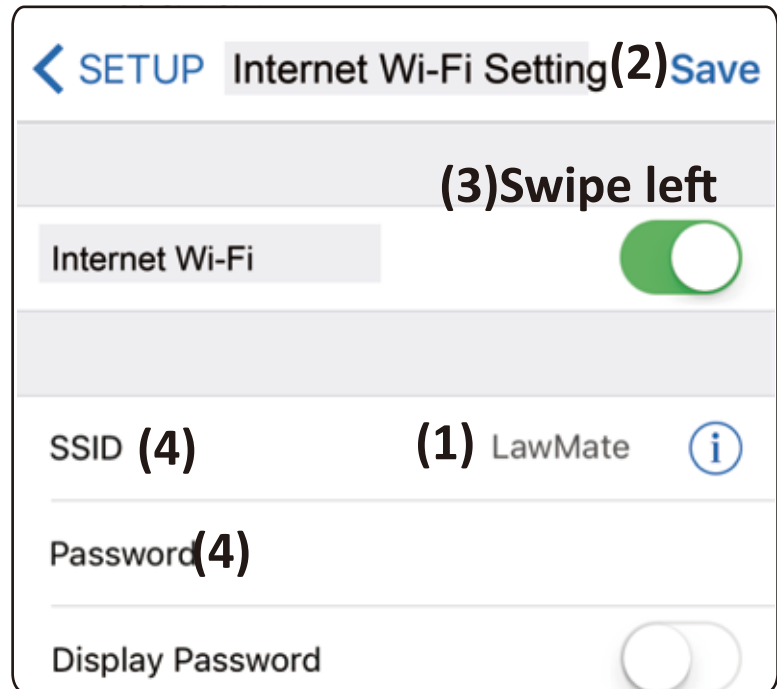 SETUP Internet Wi-Fi Setting (2) Save
(3)Swipe left
Internet Wi-Fi
SSID (4) (1) LawMate i
Password (4)
Display Password